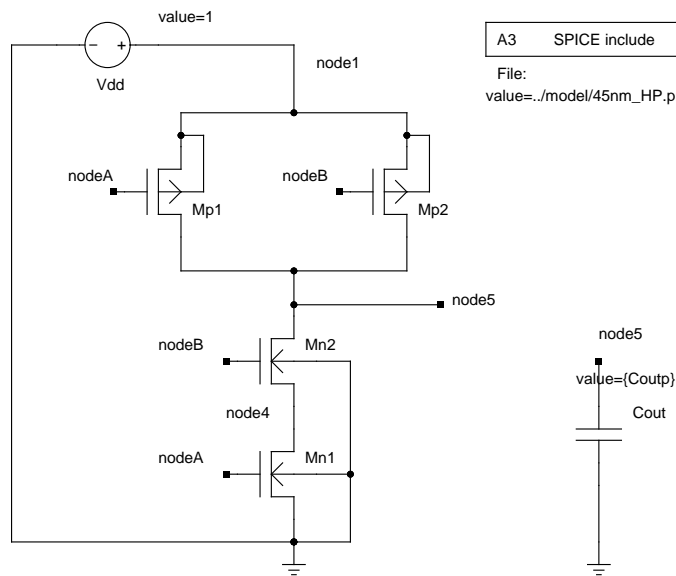 value=1
Vdd
node1
A3 SPICE include
File:
value=../model/45nm_HP.p
nodeA
Mp1
nodeB
Mp2
node5
nodeB
Mn2
node4
nodeA
Mn1
node5
value={Coutp}
Cout